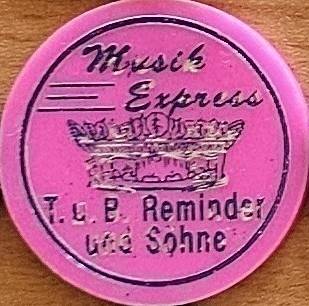 Musik
Express
T. u. B. Reminder
und Söhne